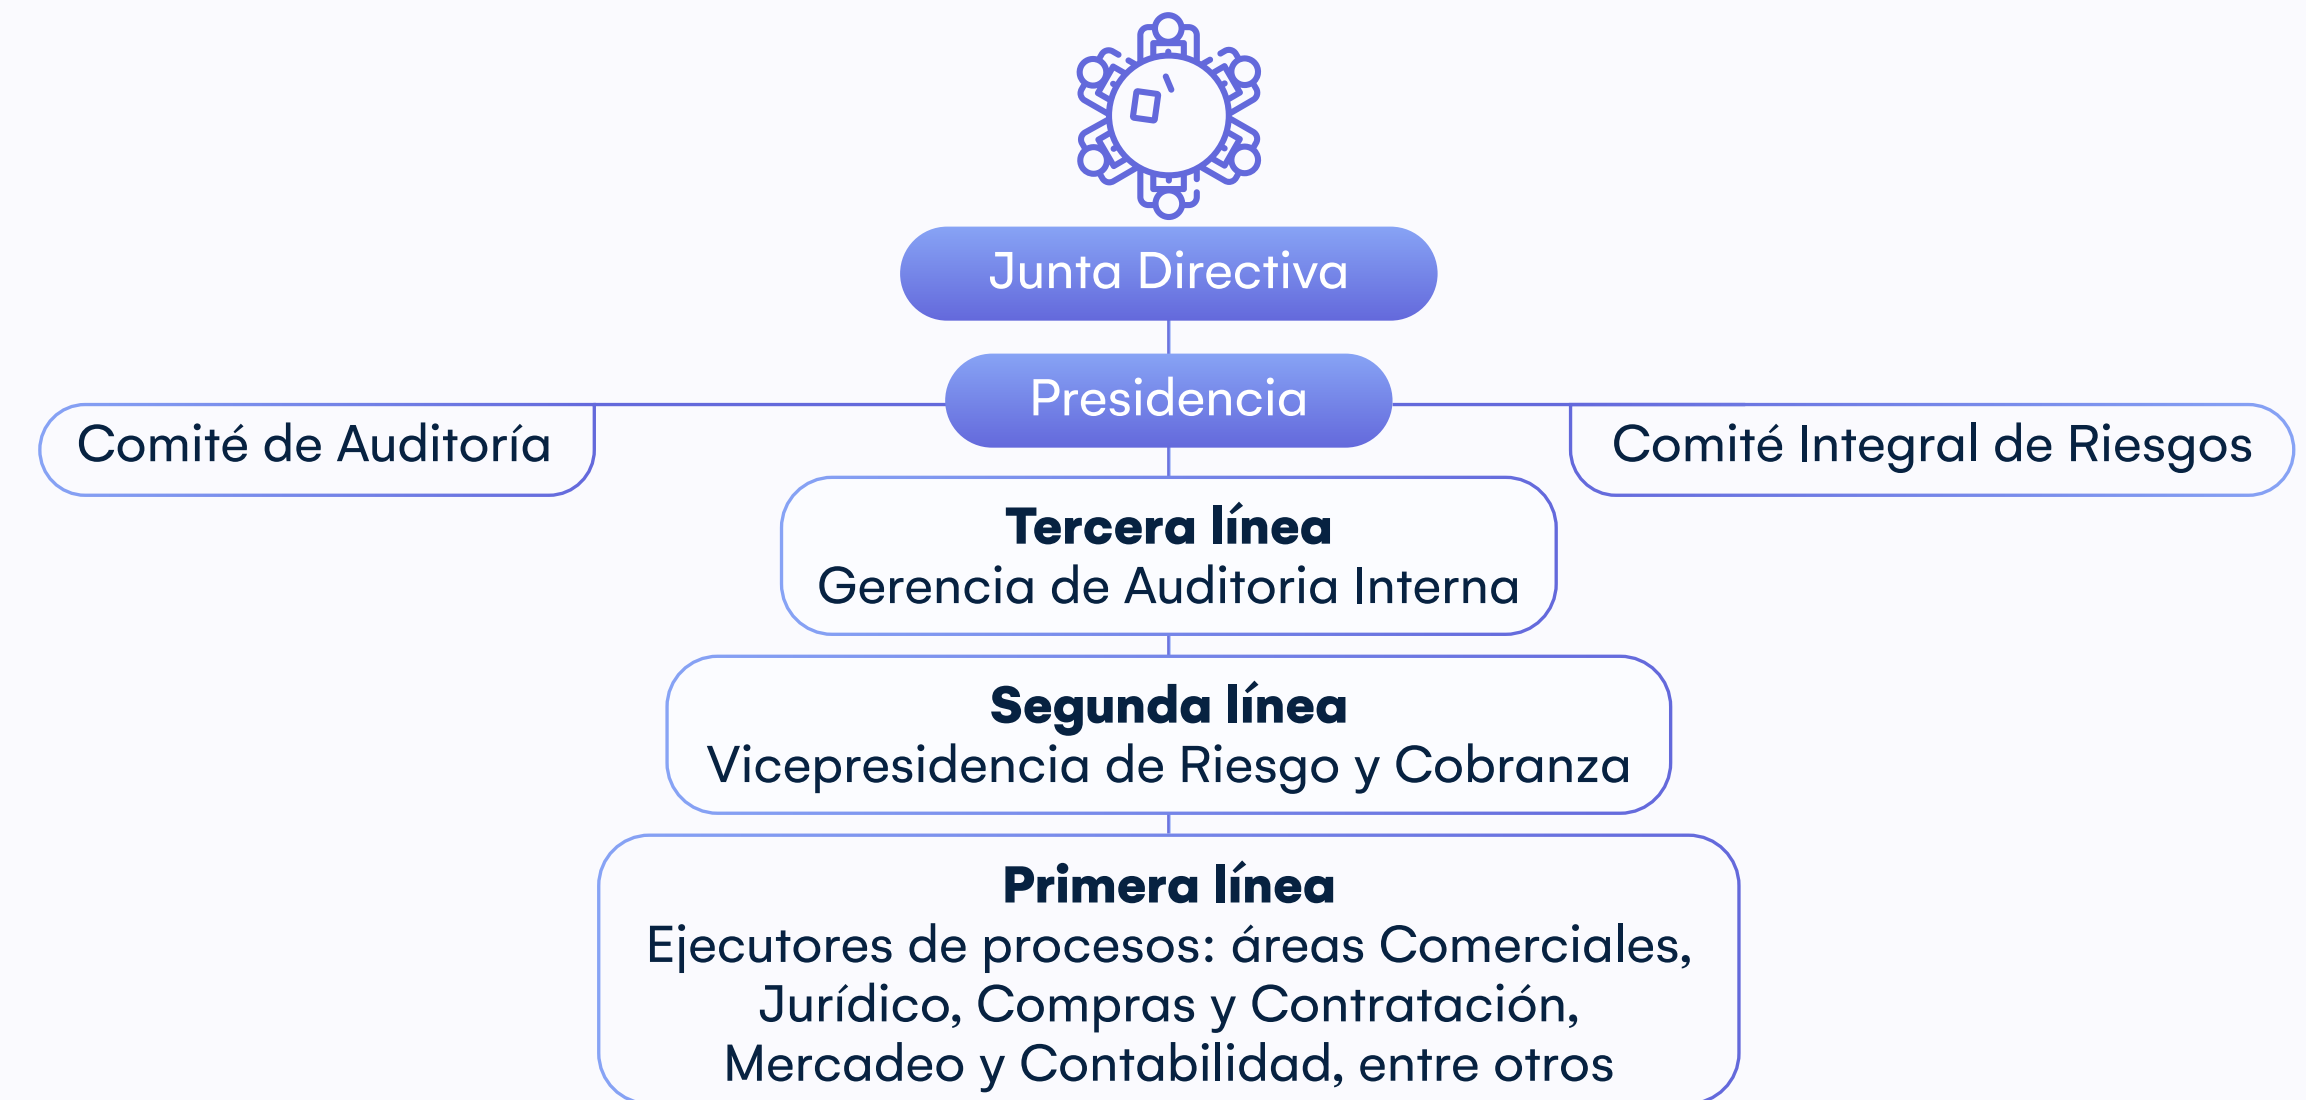 Junta Directiva
Presidencia
Comité de Auditoría
Comité Integral de Riesgos
Tercera línea
Gerencia de Auditoria Interna
Segunda línea
Vicepresidencia de Riesgo y Cobranza
Primera línea
Ejecutores de procesos: áreas Comerciales,
Jurídico, Compras y Contratación,
Mercadeo y Contabilidad, entre otros